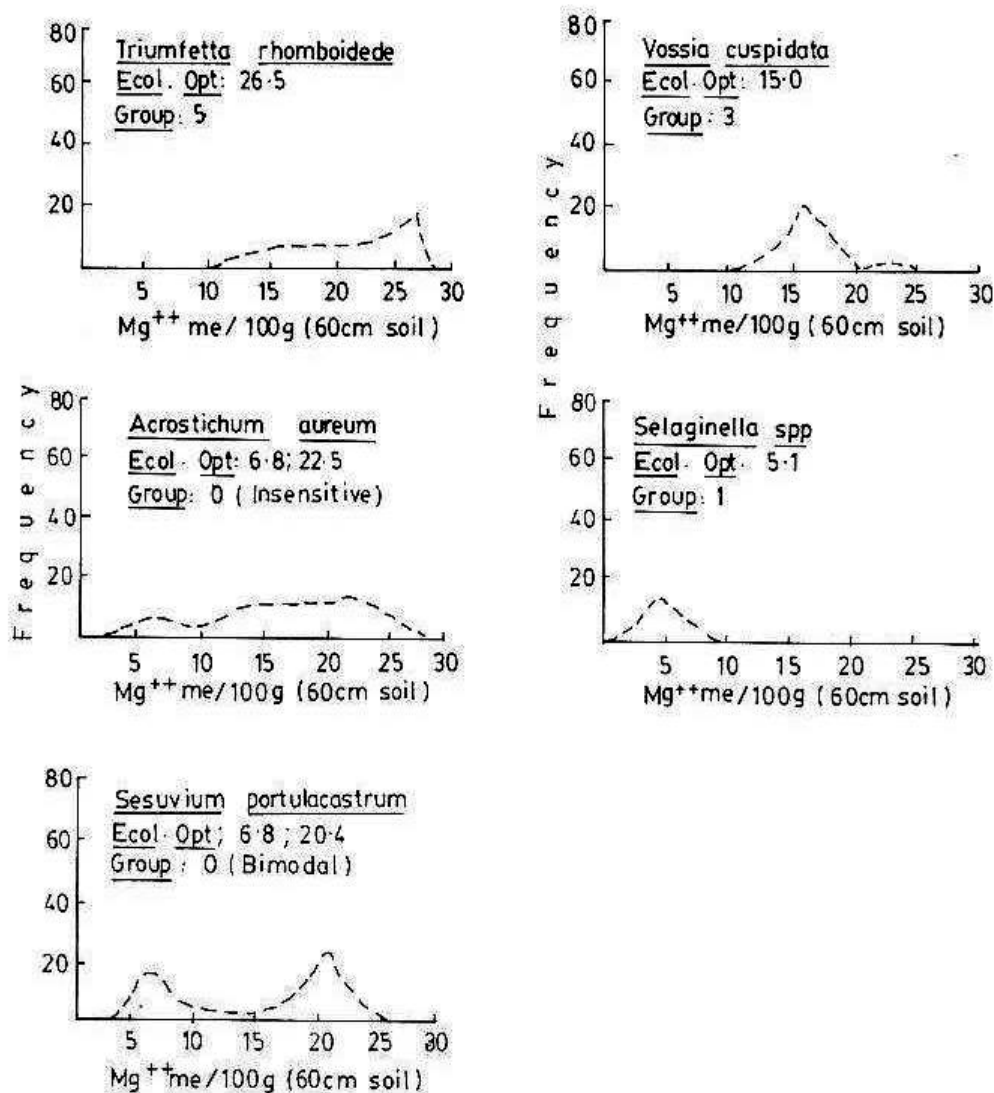 80
60
40
20
Triumfetta rhomboidede
Ecol. Opt: 26·5
Group: 5
5 10 15 20 25 30
Mg++ me/100g (60cm soil)
Frequency
80
60
40
20
Vossia cuspidata
Ecol. Opt: 15·0
Group: 3
5 10 15 20 25 30
Mg++ me/100g (60cm soil)
Frequency
80
60
40
20
Acrostichum aureum
Ecol. Opt: 6·8; 22·5
Group: 0 (Insensitive)
5 10 15 20 25 30
Mg++ me/100g (60cm soil)
80
60
40
20
Selaginella spp
Ecol. Opt. 5·1
Group: 1
5 10 15 20 25 30
Mg++ me/100g (60cm soil)
80
60
40
20
Sesuvium portulacastrum
Ecol. Opt; 6·8; 20·4
Group: 0 (Bimodal)
5 10 15 20 25 30
Mg++ me/100g (60cm soil)